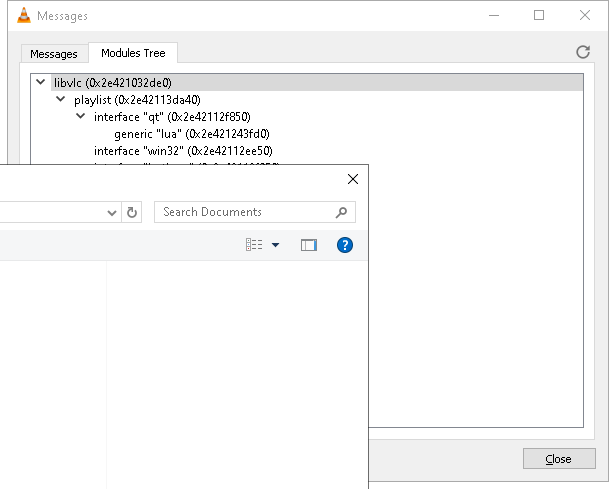 Messages
Messages
Modules Tree
libvlc (0x2e421032de0)
playlist (0x2e42113da40)
interface "qt" (0x2e42112f850)
generic "lua" (0x2e421243fd0)
interface "win32" (0x2e42112ee50)
Search Documents
?
Close